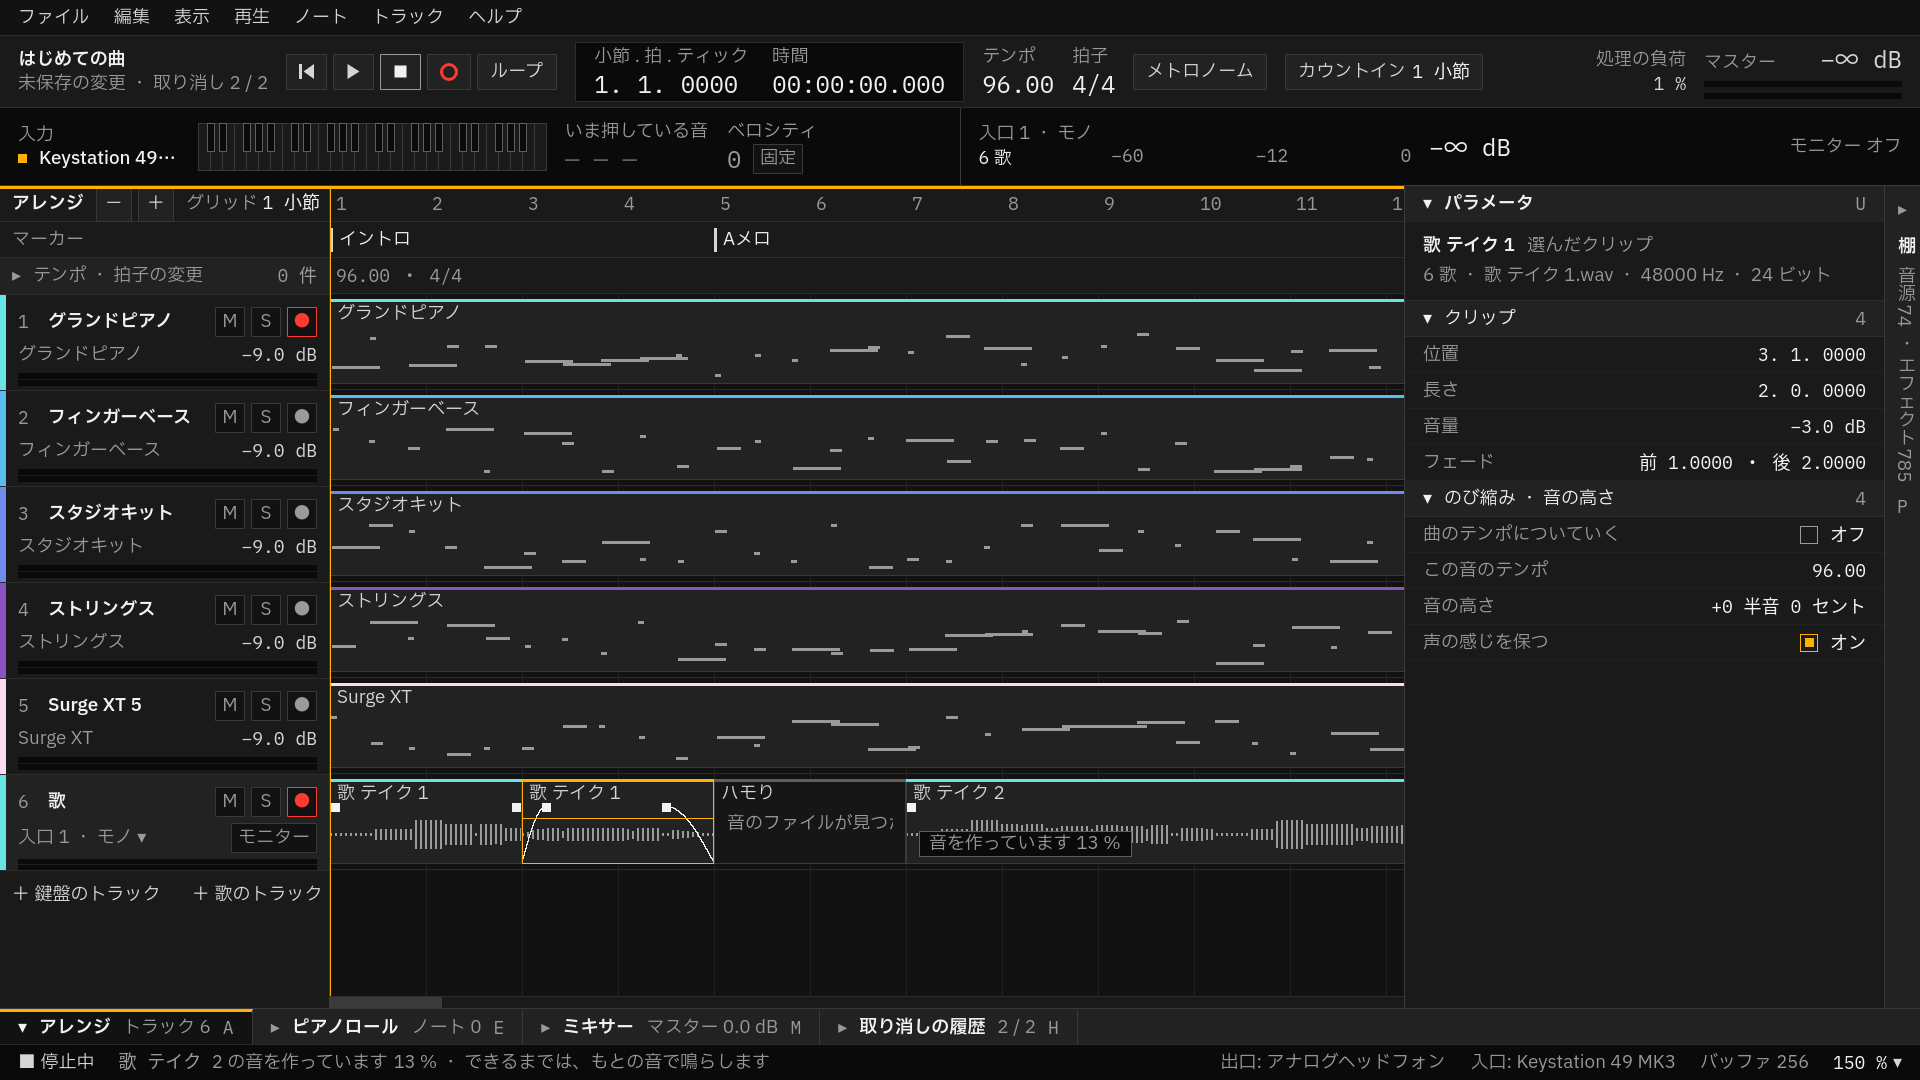 ファイル 編集 表示 再生 ノート トラック ヘルプ
はじめての曲
未保存の変更 · 取り消し 2 / 2
ループ
小節 . 拍 . ティック 時間
1. 1. 0000 00:00:00.000
テンポ 拍子
96.00 4/4
メトロノーム
カウントイン 1 小節
処理の負荷
1 %
マスター −∞ dB
入力
Keystation 49…
いま押している音 ベロシティ
— — — 0 固定
入口 1 · モノ
6 歌
−60 −12 0 −∞ dB
モニター オフ
アレンジ − + グリッド 1 小節
1 2 3 4 5 6 7 8 9 10 11 1
マーカー
イントロ Aメロ
▸ テンポ · 拍子の変更 0 件
96.00 · 4/4
1 グランドピアノ M S
グランドピアノ −9.0 dB
グランドピアノ
2 フィンガーベース M S
フィンガーベース −9.0 dB
フィンガーベース
3 スタジオキット M S
スタジオキット −9.0 dB
スタジオキット
4 ストリングス M S
ストリングス −9.0 dB
ストリングス
5 Surge XT 5 M S
Surge XT −9.0 dB
Surge XT
6 歌 M S
入口 1 · モノ ▾ モニター
歌 テイク 1
歌 テイク 1
ハモり
音のファイルが見つ
歌 テイク 2
音を作っています 13 %
+ 鍵盤のトラック + 歌のトラック
▾ パラメータ U
歌 テイク 1 選んだクリップ
6 歌 · 歌 テイク 1.wav · 48000 Hz · 24 ビット
▾ クリップ 4
位置 3. 1. 0000
長さ 2. 0. 0000
音量 −3.0 dB
フェード 前 1.0000 · 後 2.0000
▾ のび縮み · 音の高さ 4
曲のテンポについていく オフ
この音のテンポ 96.00
音の高さ +0 半音 0 セント
声の感じを保つ オン
▸
棚
音源 74 · エフェクト 785
P
▾ アレンジ トラック 6 A
▸ ピアノロール ノート 0 E
▸ ミキサー マスター 0.0 dB M
▸ 取り消しの履歴 2 / 2 H
■ 停止中 歌 テイク 2 の音を作っています 13 % · できるまでは、もとの音で鳴らします
出口: アナログヘッドフォン 入口: Keystation 49 MK3 バッファ 256 150 % ▾